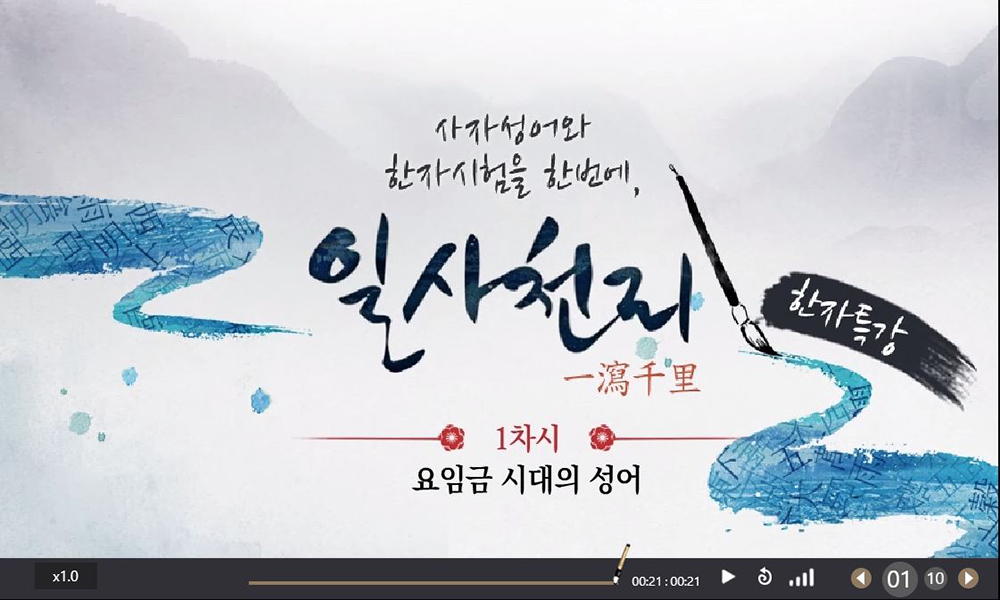 사자성어와
한자시험을 한번에,
일사천리
一瀉千里
한자특강
1차시
요임금 시대의 성어
x1.0
00:21 : 00:21
01
10